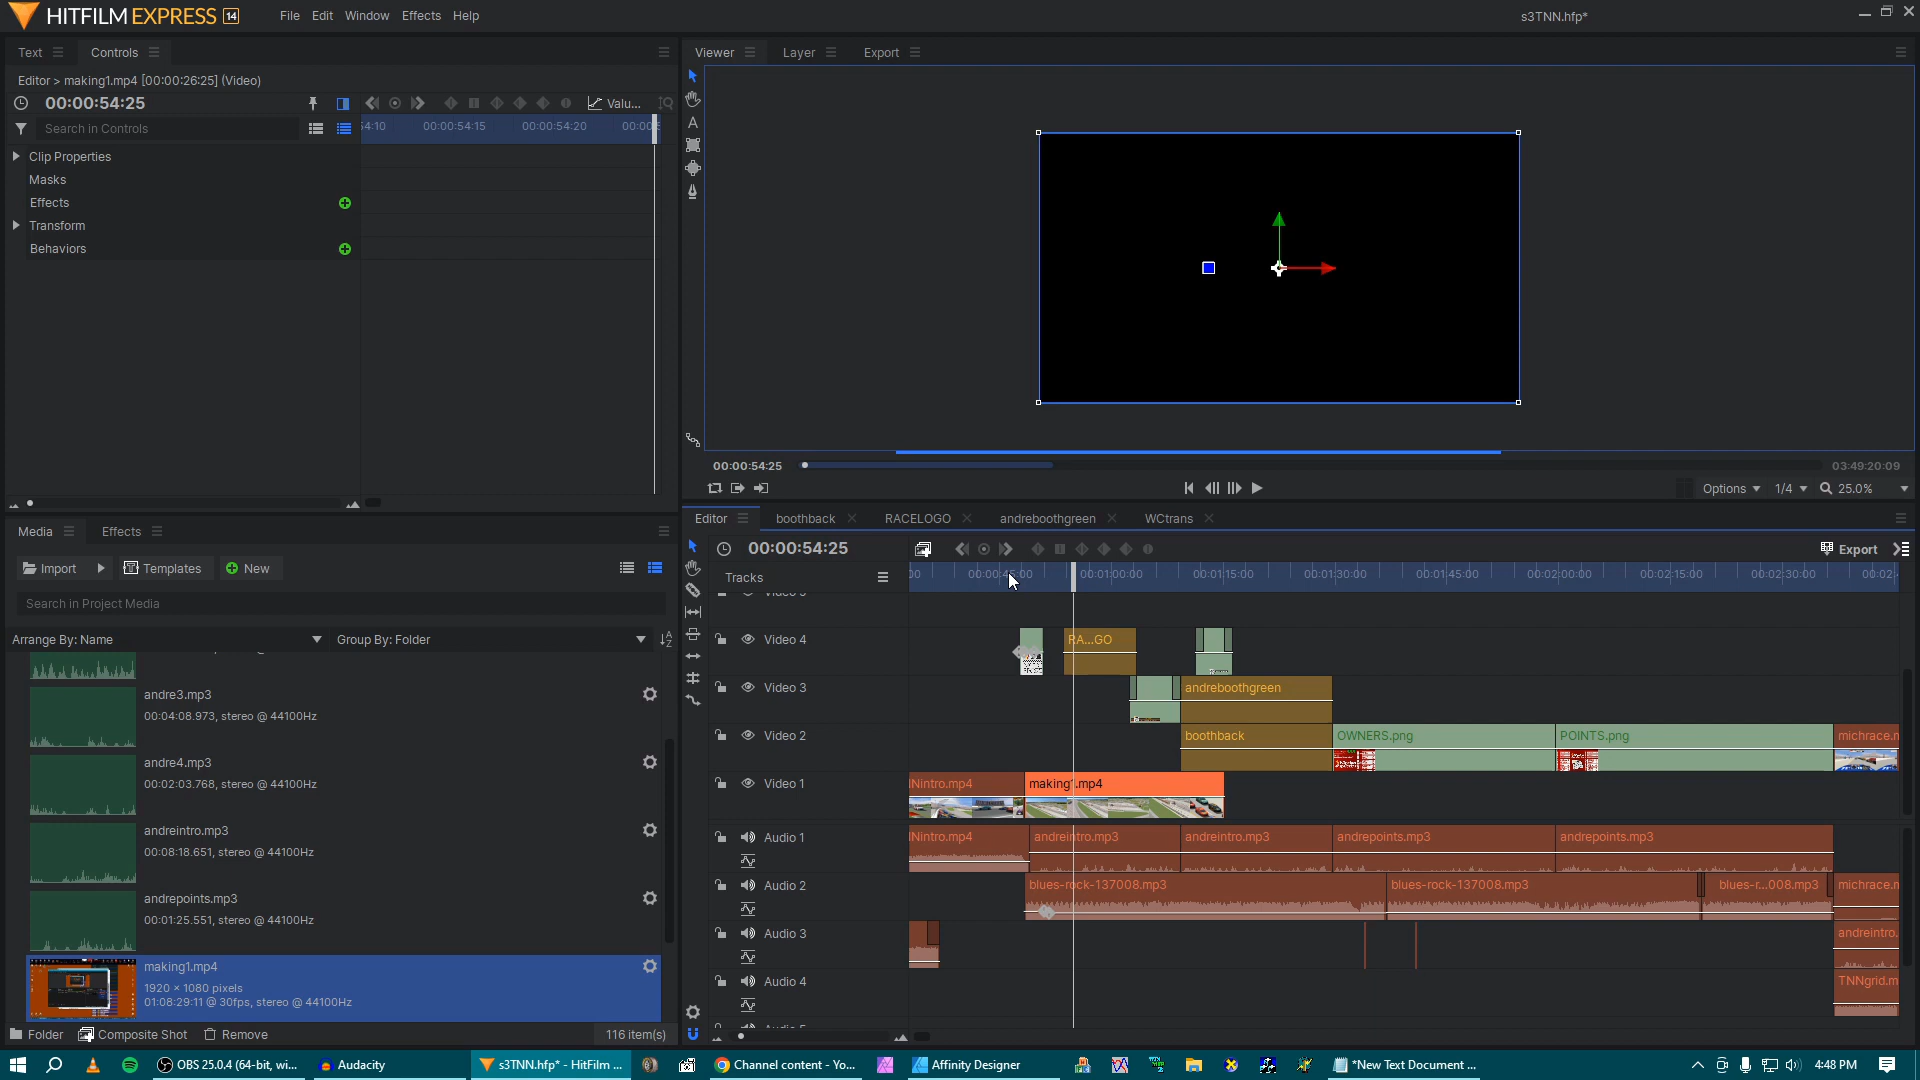 HITFILM EXPRESS 14
File Edit Window Effects Help
s3TNN.hfp*
Text
Controls
Viewer
Layer
Export
Editor > making1.mp4 [00:00:26:25] (Video)
00:00:54:25
Valu...
Search in Controls
54:10 00:00:54:15 00:00:54:20
Clip Properties
Masks
Effects
Transform
Behaviors
00:00:54:25
03:49:20:09
Options
1/4
25.0%
Media
Effects
Import
Templates
New
Search in Project Media
Arrange By: Name
Group By: Folder
andre3.mp3
00:04:08.973, stereo @ 44100Hz
andre4.mp3
00:02:03.768, stereo @ 44100Hz
andreintro.mp3
00:08:18.651, stereo @ 44100Hz
andrepoints.mp3
00:01:25.551, stereo @ 44100Hz
making1.mp4
1920 × 1080 pixels
01:08:29:11 @ 30fps, stereo @ 44100Hz
Folder
Composite Shot
Remove
116 item(s)
Editor
boothback
RACELOGO
andreboothgreen
WCtrans
00:00:54:25
Export
Tracks
00:00:45:00 00:01:00:00 00:01:15:00 00:01:30:00 00:01:45:00 00:02:00:00 00:02:15:00 00:02:30:00
Video 4
RA...GO
Video 3
andreboothgreen
Video 2
boothback
OWNERS.png
POINTS.png
Video 1
Nintro.mp4
making1.mp4
Audio 1
Nintro.mp4
andreintro.mp3
andreintro.mp3
andrepoints.mp3
andrepoints.mp3
Audio 2
blues-rock-137008.mp3
blues-rock-137008.mp3
blues-r...008.mp3
michrace.n
Audio 3
andreintro.
Audio 4
TNNgrid.m
OBS 25.0.4 (64-bit, wi...
Audacity
s3TNN.hfp* - HitFilm ...
Channel content - Yo...
Affinity Designer
*New Text Document ...
4:48 PM